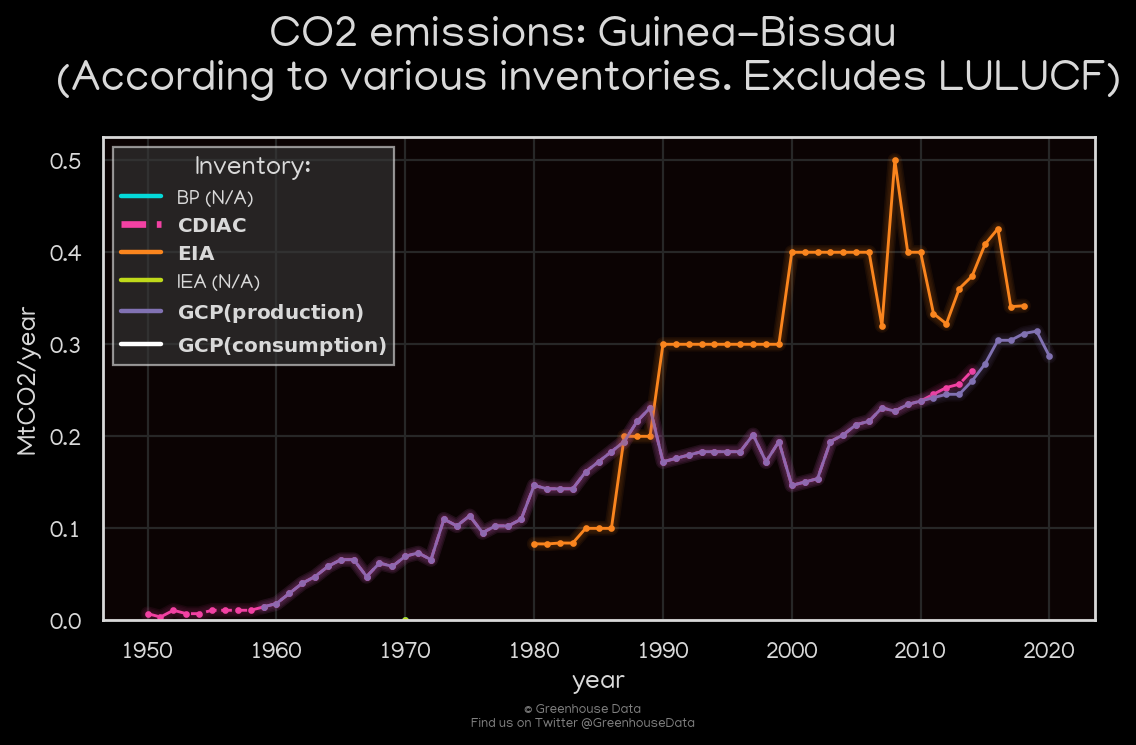 CO2 emissions: Guinea-Bissau
(According to various inventories. Excludes LULUCF)
Inventory:
BP (N/A)
CDIAC
EIA
IEA (N/A)
GCP(production)
GCP(consumption)
MtCO2/year
0.5
0.4
0.3
0.2
0.1
0.0
1950 1960 1970 1980 1990 2000 2010 2020
year
© Greenhouse Data
Find us on Twitter @GreenhouseData